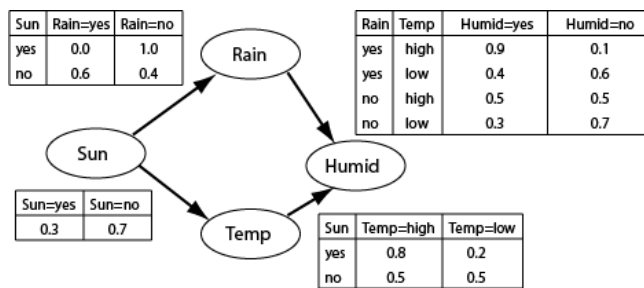 Sun Rain=yes Rain=no
yes 0.0 1.0
no 0.6 0.4
Rain
Rain Temp Humid=yes Humid=no
yes high 0.9 0.1
yes low 0.4 0.6
no high 0.5 0.5
no low 0.3 0.7
Sun
Humid
Sun=yes Sun=no
0.3 0.7
Temp
Sun Temp=high Temp=low
yes 0.8 0.2
no 0.5 0.5